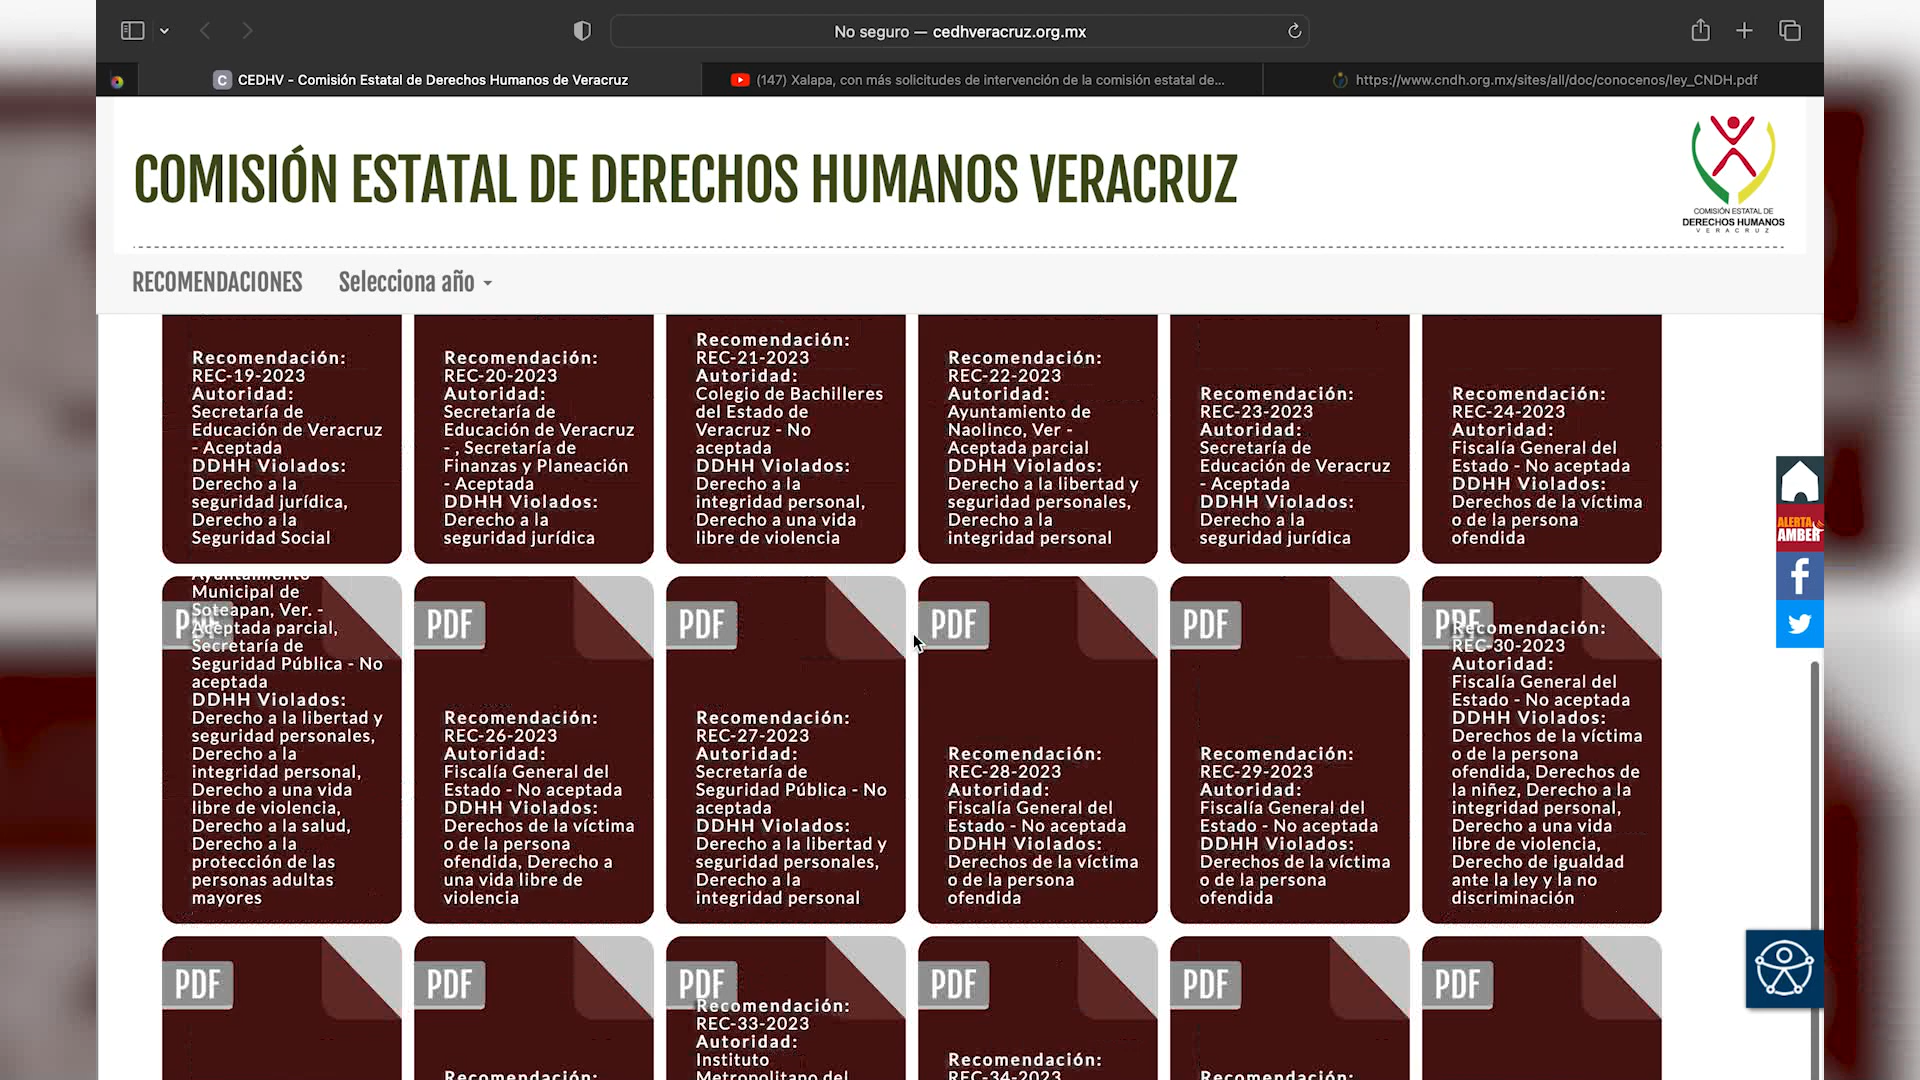 No seguro — cedhveracruz.org.mx
C CEDHV - Comisión Estatal de Derechos Humanos de Veracruz
(147) Xalapa, con más solicitudes de intervención de la comisión estatal de...
https://www.cndh.org.mx/sites/all/doc/conocenos/ley_CNDH.pdf
COMISIÓN ESTATAL DE DERECHOS HUMANOS VERACRUZ
COMISIÓN ESTATAL DE
DERECHOS HUMANOS
VERACRUZ
RECOMENDACIONES
Selecciona año
Recomendación:
REC-19-2023
Autoridad:
Secretaría de
Educación de Veracruz
- Aceptada
DDHH Violados:
Derecho a la
seguridad jurídica,
Derecho a la
Seguridad Social
Recomendación:
REC-20-2023
Autoridad:
Secretaría de
Educación de Veracruz
- , Secretaría de
Finanzas y Planeación
- Aceptada
DDHH Violados:
Derecho a la
seguridad jurídica
Recomendación:
REC-21-2023
Autoridad:
Colegio de Bachilleres
del Estado de
Veracruz - No
aceptada
DDHH Violados:
Derecho a la
integridad personal,
Derecho a una vida
libre de violencia
Recomendación:
REC-22-2023
Autoridad:
Ayuntamiento de
Naolinco, Ver -
Aceptada parcial
DDHH Violados:
Derecho a la libertad y
seguridad personales,
Derecho a la
integridad personal
Recomendación:
REC-23-2023
Autoridad:
Secretaría de
Educación de Veracruz
- Aceptada
DDHH Violados:
Derecho a la
seguridad jurídica
Recomendación:
REC-24-2023
Autoridad:
Fiscalía General del
Estado - No aceptada
DDHH Violados:
Derechos de la víctima
o de la persona
ofendida
ALERTA
AMBER
PDF
Ayuntamiento
Municipal de
Soteapan, Ver. -
Aceptada parcial,
Secretaría de
Seguridad Pública - No
aceptada
DDHH Violados:
Derecho a la libertad y
seguridad personales,
Derecho a la
integridad personal,
Derecho a una vida
libre de violencia,
Derecho a la salud,
Derecho a la
protección de las
personas adultas
mayores
PDF
Recomendación:
REC-26-2023
Autoridad:
Fiscalía General del
Estado - No aceptada
DDHH Violados:
Derechos de la víctima
o de la persona
ofendida, Derecho a
una vida libre de
violencia
PDF
Recomendación:
REC-27-2023
Autoridad:
Secretaría de
Seguridad Pública - No
aceptada
DDHH Violados:
Derecho a la libertad y
seguridad personales,
Derecho a la
integridad personal
PDF
Recomendación:
REC-28-2023
Autoridad:
Fiscalía General del
Estado - No aceptada
DDHH Violados:
Derechos de la víctima
o de la persona
ofendida
PDF
Recomendación:
REC-29-2023
Autoridad:
Fiscalía General del
Estado - No aceptada
DDHH Violados:
Derechos de la víctima
o de la persona
ofendida
PDF
Recomendación:
REC-30-2023
Autoridad:
Fiscalía General del
Estado - No aceptada
DDHH Violados:
Derechos de la víctima
o de la persona
ofendida, Derechos de
la niñez, Derecho a la
integridad personal,
Derecho a una vida
libre de violencia,
Derecho de igualdad
ante la ley y la no
discriminación
PDF
PDF
Recomendación:
PDF
Recomendación:
REC-33-2023
Autoridad:
Instituto
Metropolitano del
PDF
Recomendación:
REC-34-2023
PDF
Recomendación:
PDF